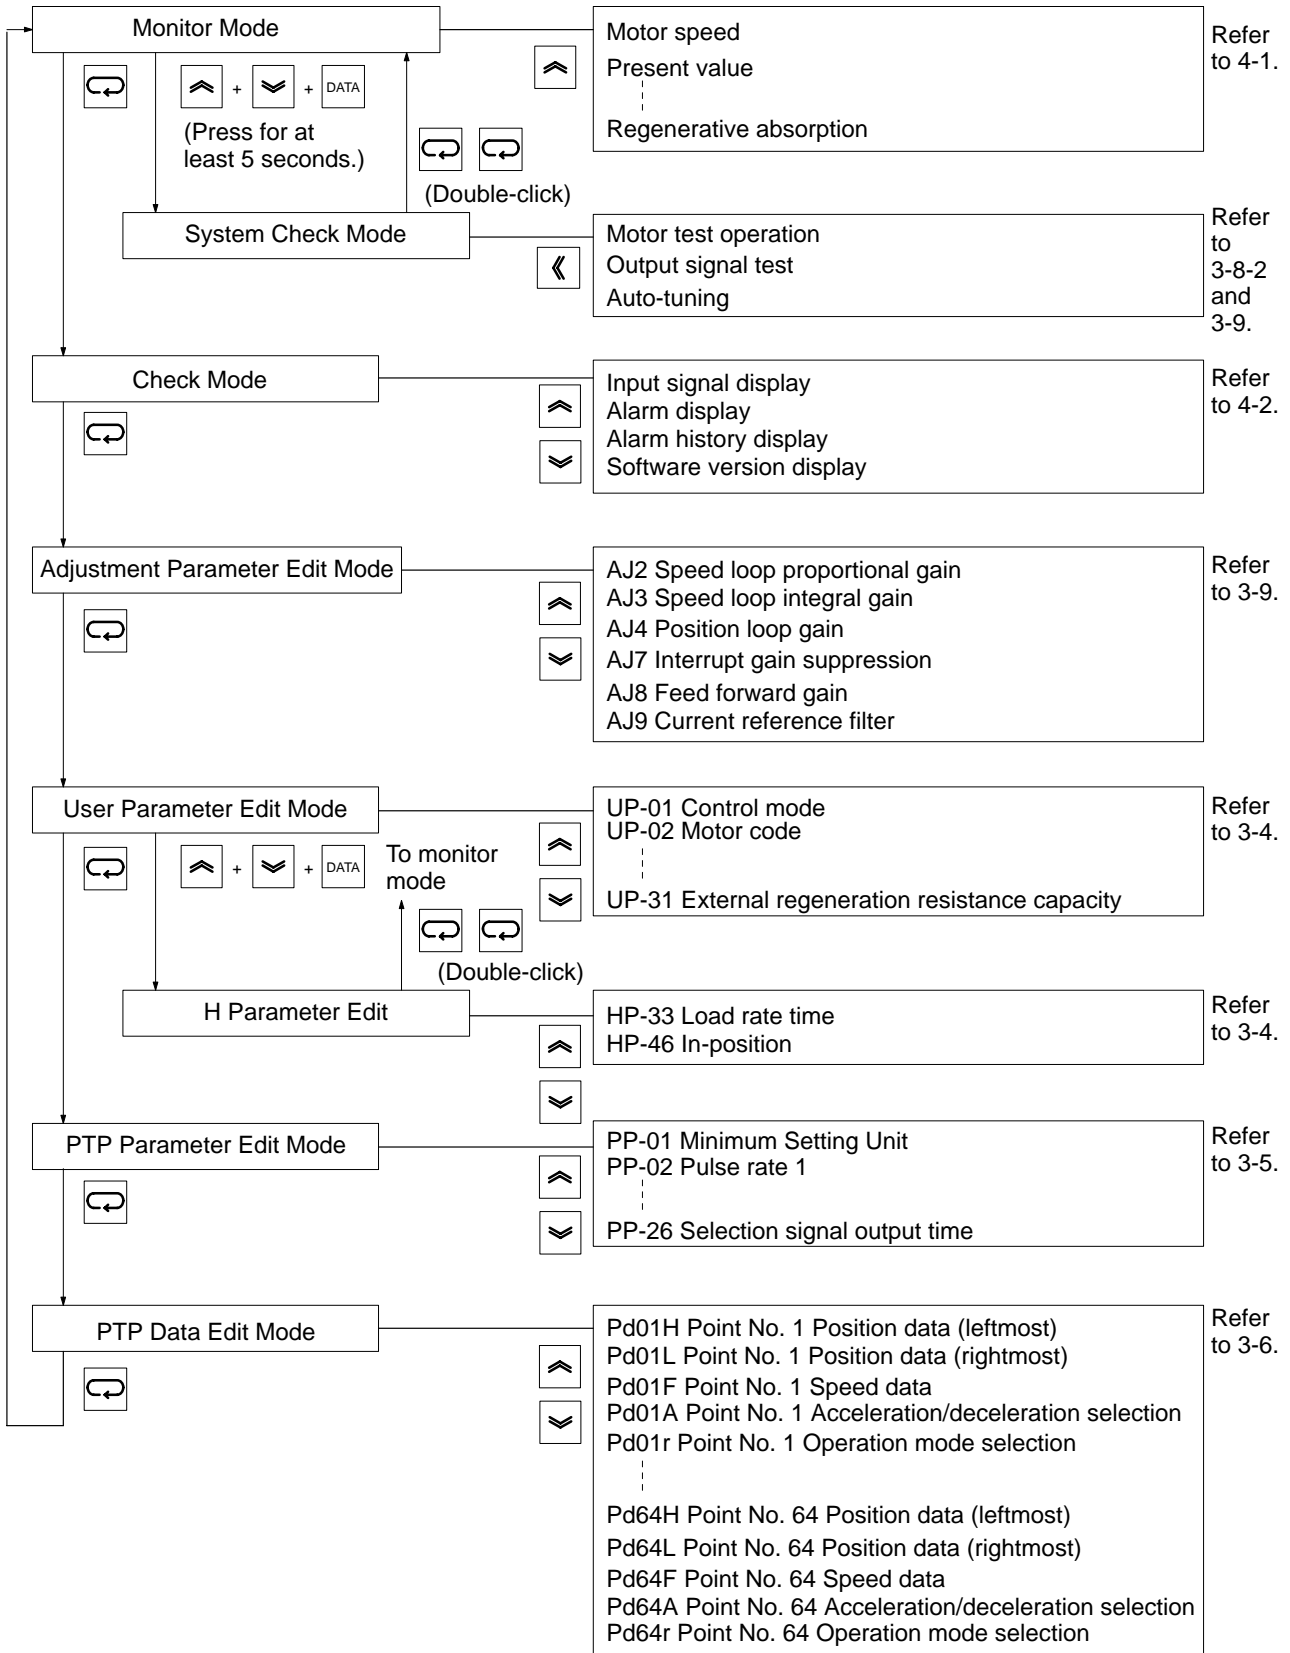 Monitor Mode
Motor speed
Present value
Regenerative absorption
Refer
to 4-1.
+ + DATA
(Press for at
least 5 seconds.)
(Double-click)
System Check Mode
Motor test operation
Output signal test
Auto-tuning
Refer
to
3-8-2
and
3-9.
Check Mode
Input signal display
Alarm display
Alarm history display
Software version display
Refer
to 4-2.
Adjustment Parameter Edit Mode
AJ2 Speed loop proportional gain
AJ3 Speed loop integral gain
AJ4 Position loop gain
AJ7 Interrupt gain suppression
AJ8 Feed forward gain
AJ9 Current reference filter
Refer
to 3-9.
User Parameter Edit Mode
UP-01 Control mode
UP-02 Motor code
UP-31 External regeneration resistance capacity
Refer
to 3-4.
+ + DATA
To monitor
mode
(Double-click)
H Parameter Edit
HP-33 Load rate time
HP-46 In-position
Refer
to 3-4.
PTP Parameter Edit Mode
PP-01 Minimum Setting Unit
PP-02 Pulse rate 1
PP-26 Selection signal output time
Refer
to 3-5.
PTP Data Edit Mode
Pd01H Point No. 1 Position data (leftmost)
Pd01L Point No. 1 Position data (rightmost)
Pd01F Point No. 1 Speed data
Pd01A Point No. 1 Acceleration/deceleration selection
Pd01r Point No. 1 Operation mode selection
Pd64H Point No. 64 Position data (leftmost)
Pd64L Point No. 64 Position data (rightmost)
Pd64F Point No. 64 Speed data
Pd64A Point No. 64 Acceleration/deceleration selection
Pd64r Point No. 64 Operation mode selection
Refer
to 3-6.